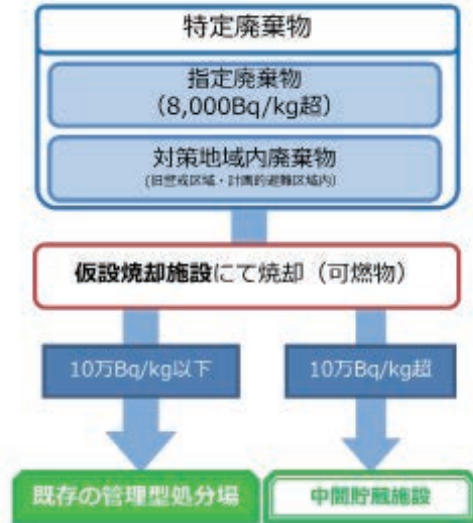 特定廃棄物
指定廃棄物
(8,000Bq/kg超)
対策地域内廃棄物
(旧警戒区域・計画的避難区域内)
仮設焼却施設にて焼却(可燃物)
10万Bq/kg以下
10万Bq/kg超
既存の管理型処分場
中間貯蔵施設